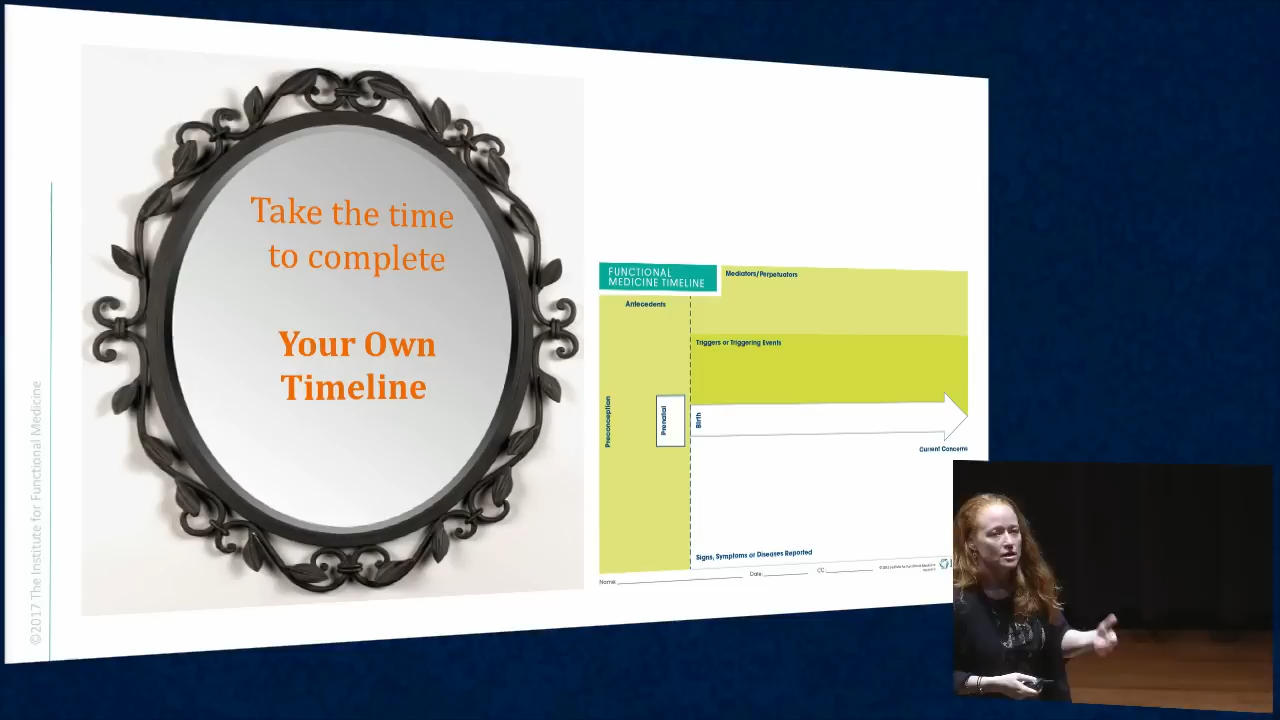 Take the time
to complete
Your Own
Timeline
FUNCTIONAL
MEDICINE TIMELINE
Mediators/Perpetuators
Antecedents
Triggers or Triggering Events
Preconception
Prenatal
Birth
Current Concerns
Signs, Symptoms or Diseases Reported
Name:
Date:
CC
©2017 The Institute for Functional Medicine